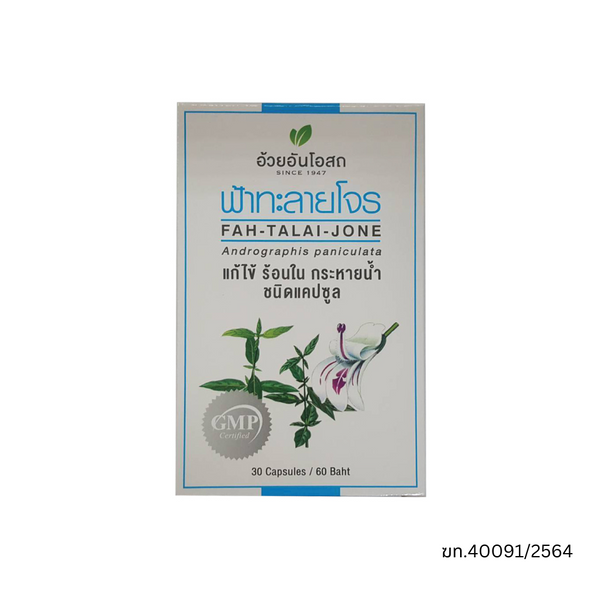 อ้วยอันโอสถ
SINCE 1947
ฟ้าทะลายโจร
FAH-TALAI-JONE
Andrographis paniculata
แก้ไข้ ร้อนใน กระหายน้ำ
ชนิดแคปซูล
GMP
Certified
30 Capsules / 60 Baht
ฆท.40091/2564